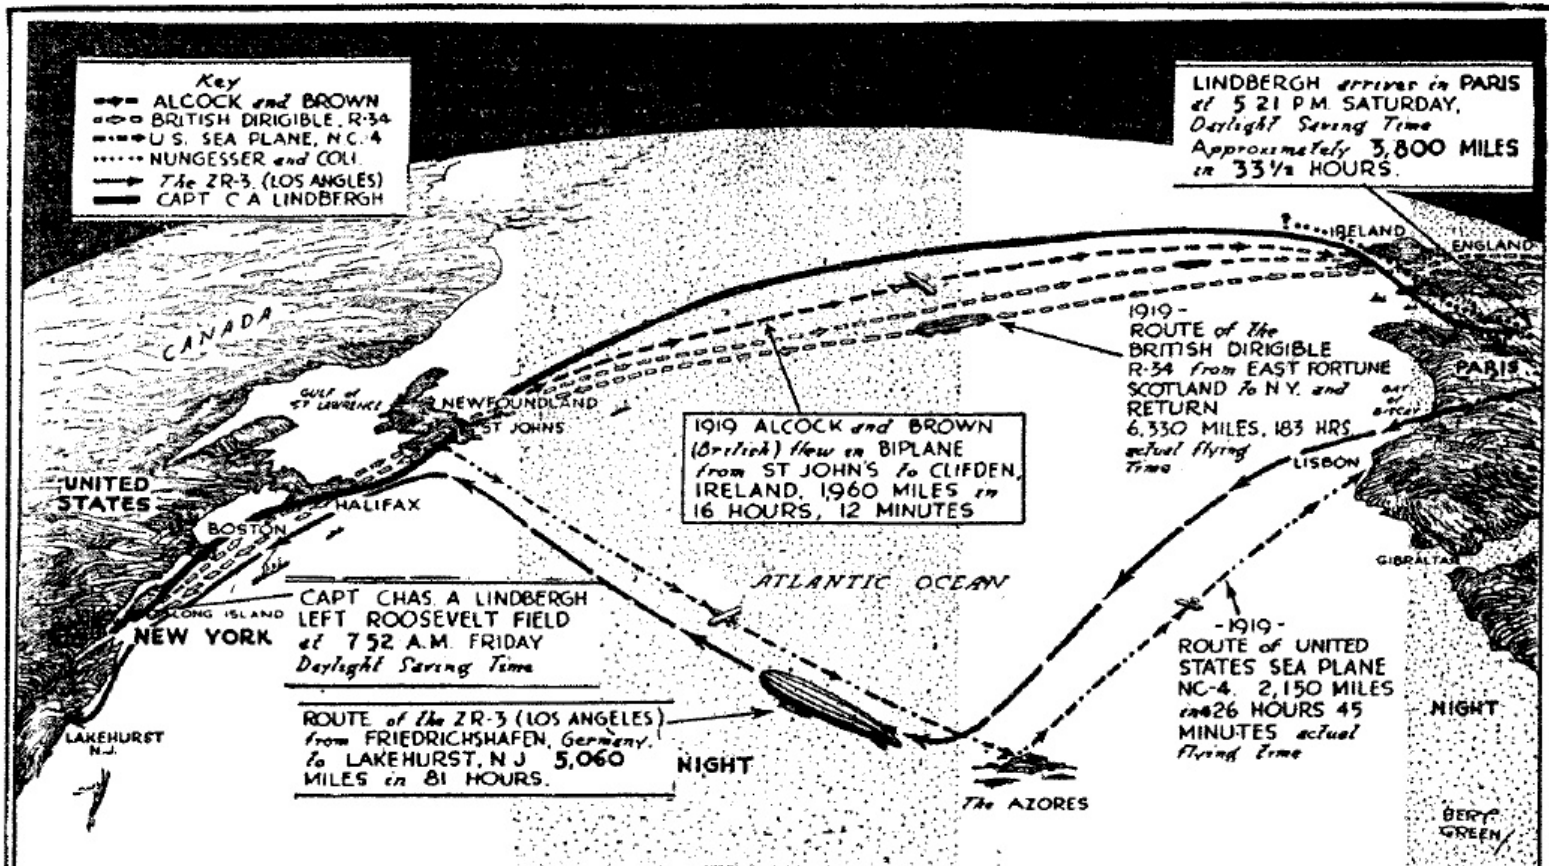 Key
ALCOCK and BROWN
BRITISH DIRIGIBLE, R-34
U.S. SEA PLANE, N.C.-4
NUNGESSER and COLI.
The ZR-3, (LOS ANGLES)
CAPT C A LINDBERGH
LINDBERGH arrives in PARIS
at 5 21 P.M. SATURDAY,
Daylight Saving Time
Approximately 3,800 MILES
in 33½ HOURS.
IRELAND
ENGLAND
CANADA
GULF of
ST LAWRENCE
NEWFOUNDLAND
ST JOHNS
1919-
ROUTE of the
BRITISH DIRIGIBLE
R-34 from EAST FORTUNE
SCOTLAND to N.Y. and
RETURN
6,330 MILES, 183 HRS.
actual flying
Time
PARIS
BAY
of
BISCAY
1919 ALCOCK and BROWN
(British) flew in BIPLANE
from ST JOHN'S to CLIFDEN,
IRELAND, 1,960 MILES in
16 HOURS, 12 MINUTES
LISBON
UNITED
STATES
HALIFAX
BOSTON
GIBRALTAR
ATLANTIC OCEAN
LONG ISLAND
NEW YORK
CAPT CHAS. A LINDBERGH
LEFT ROOSEVELT FIELD
at 7 52 A.M. FRIDAY
Daylight Saving Time
-1919-
ROUTE of UNITED
STATES SEA PLANE
NC-4. 2,150 MILES
in 26 HOURS 45
MINUTES actual
flying time
ROUTE of the ZR-3 (LOS ANGELES)
from FRIEDRICHSHAFEN, Germany,
to LAKEHURST, N J 5,060
MILES in 81 HOURS.
LAKEHURST
N.J.
NIGHT
NIGHT
The AZORES
GREEN